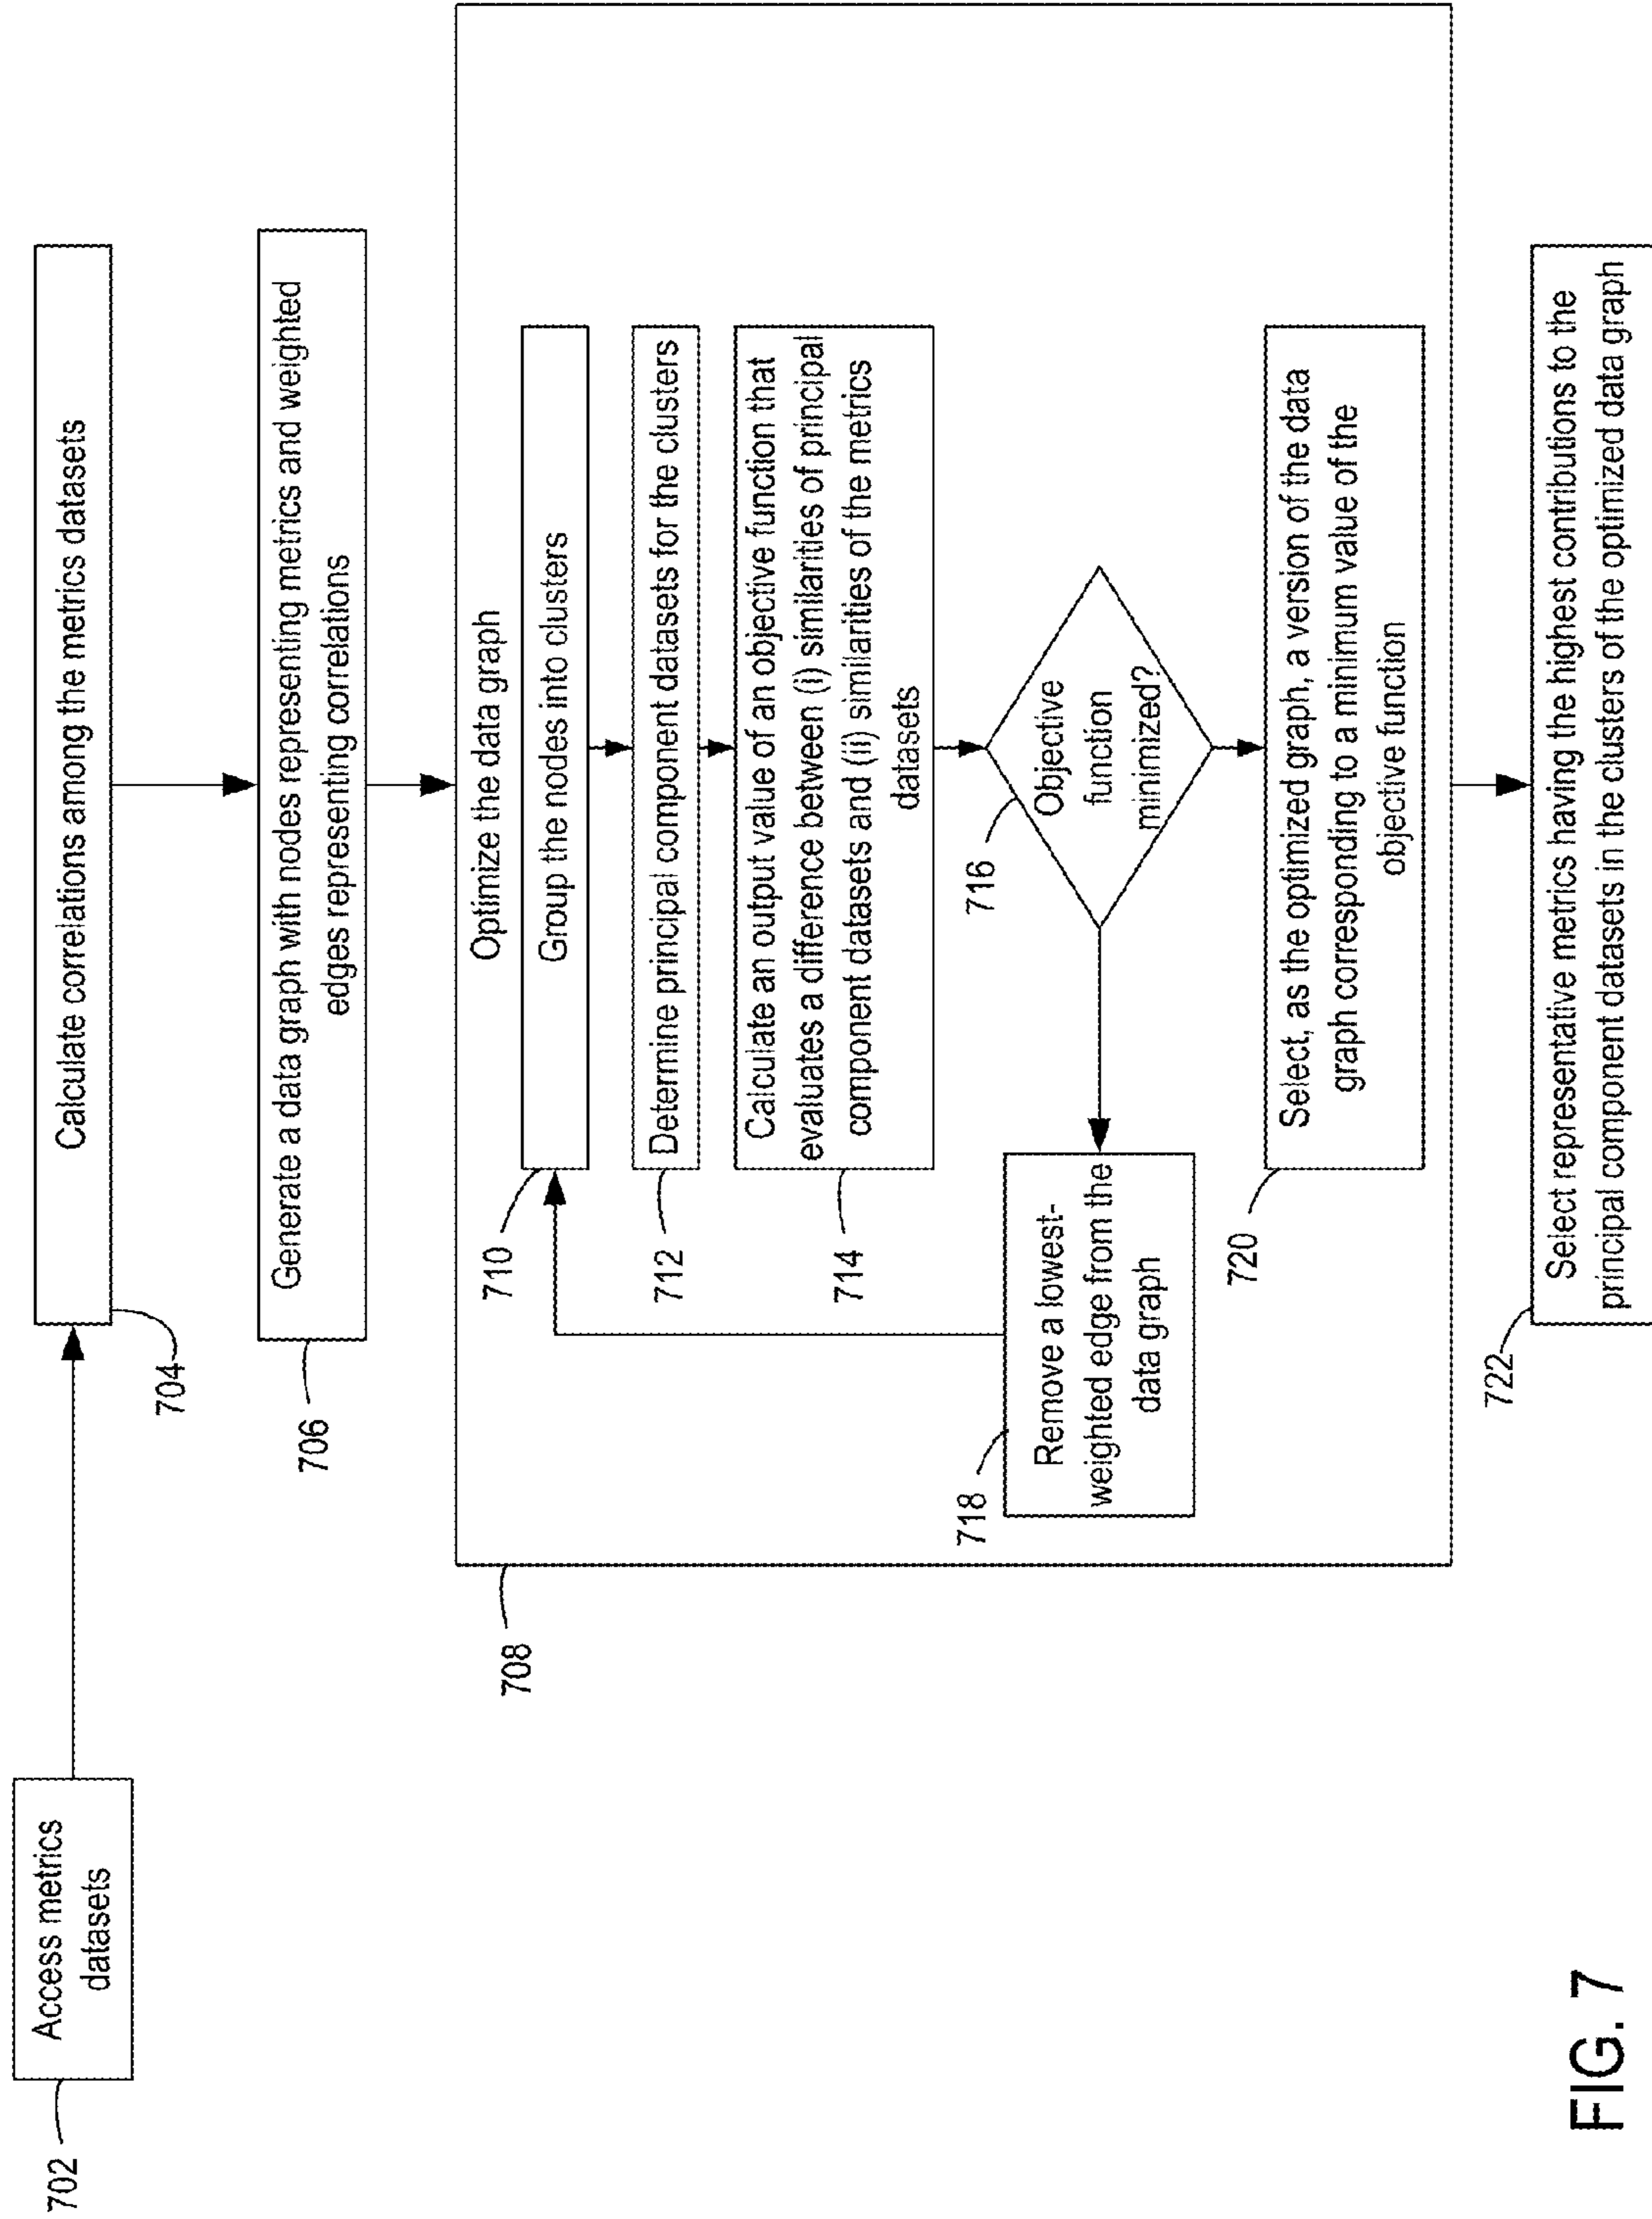 702
Access metrics
datasets
Calculate correlations among the metrics datasets
704
Generate a data graph with nodes representing metrics and weighted
edges representing correlations
706
708
Optimize the data graph
Group the nodes into clusters
710
Determine principal component datasets for the clusters
712
Calculate an output value of an objective function that
evaluates a difference between (i) similarities of principal
component datasets and (ii) similarities of the metrics
datasets
714
716
Objective
function
minimized?
718
Remove a lowest-
weighted edge from the
data graph
720
Select, as the optimized graph, a version of the data
graph corresponding to a minimum value of the
objective function
722
Select representative metrics having the highest contributions to the
principal component datasets in the clusters of the optimized data graph
FIG. 7